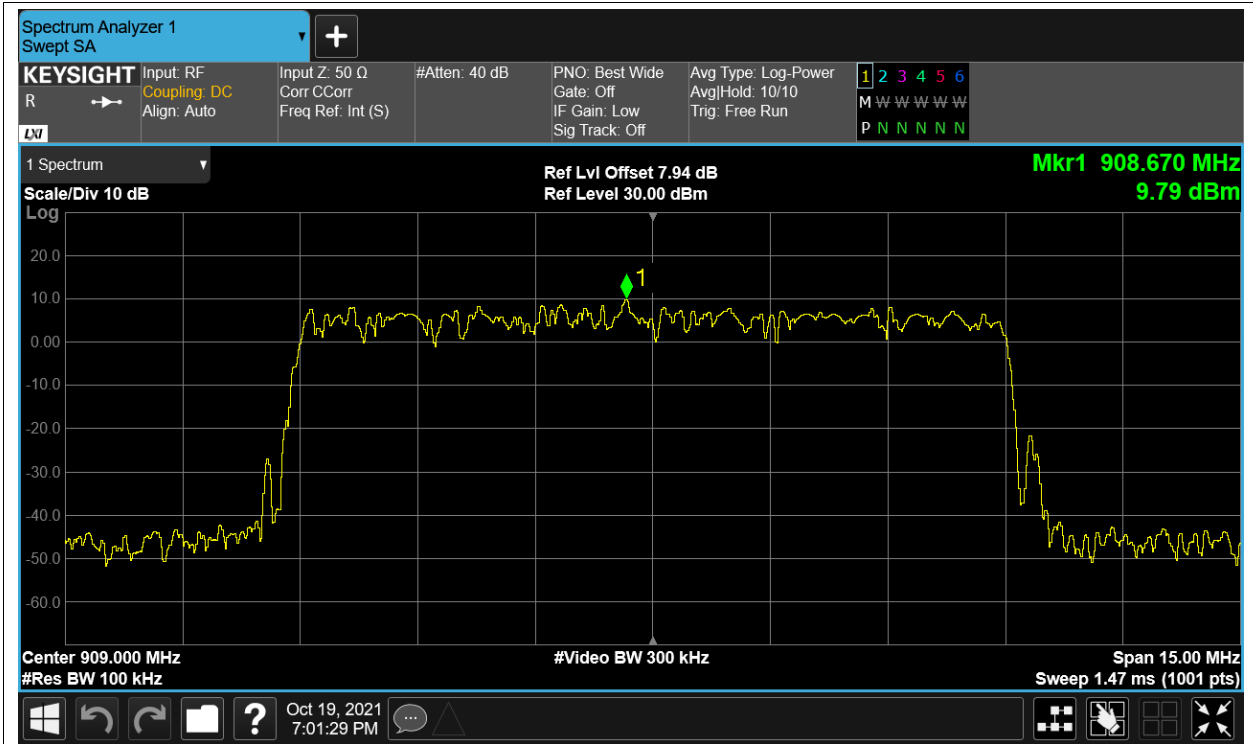 Spectrum Analyzer 1
Swept SA
▼
+
KEYSIGHT
R
LXI
Input: RF
Coupling: DC
Align: Auto
Input Z: 50 Ω
Corr CCorr
Freq Ref: Int (S)
#Atten: 40 dB
PNO: Best Wide
Gate: Off
IF Gain: Low
Sig Track: Off
Avg Type: Log-Power
Avg|Hold: 10/10
Trig: Free Run
1 2 3 4 5 6
M W W W W W
P N N N N N
1 Spectrum ▼
Scale/Div 10 dB
Ref Lvl Offset 7.94 dB
Ref Level 30.00 dBm
Mkr1 908.670 MHz
9.79 dBm
Log
20.0
10.0
0.00
-10.0
-20.0
-30.0
-40.0
-50.0
-60.0
1
Center 909.000 MHz
#Res BW 100 kHz
#Video BW 300 kHz
Span 15.00 MHz
Sweep 1.47 ms (1001 pts)
?
Oct 19, 2021
7:01:29 PM